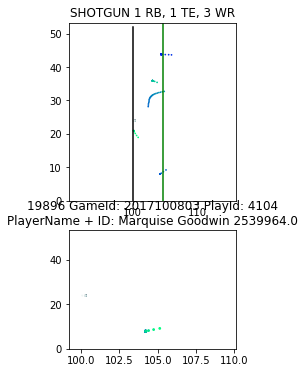 SHOTGUN 1 RB, 1 TE, 3 WR
50
40
30
20
10
0
100 110
19896 GameId: 2017100803 PlayId: 4104
PlayerName + ID: Marquise Goodwin 2539964.0
40
20
0
100.0 102.5 105.0 107.5 110.0